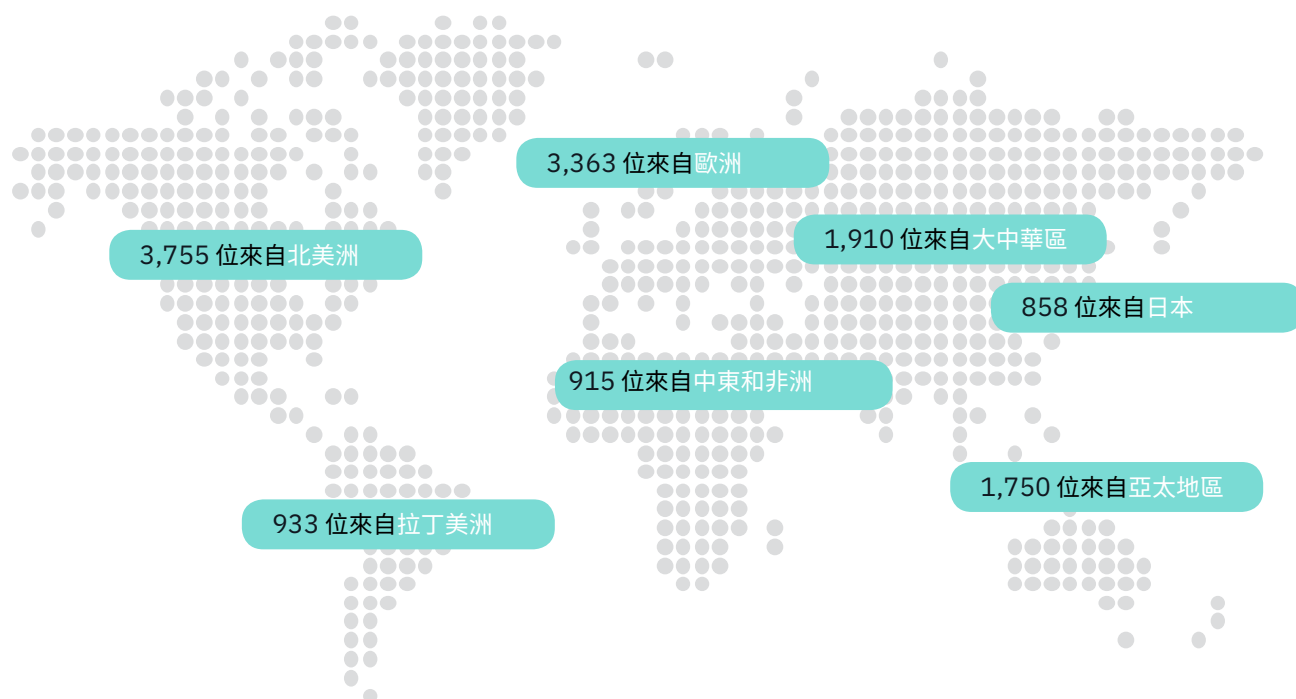 3,363 位來自歐洲
1,910 位來自大中華區
3,755 位來自北美洲
858 位來自日本
915 位來自中東和非洲
1,750 位來自亞太地區
933 位來自拉丁美洲